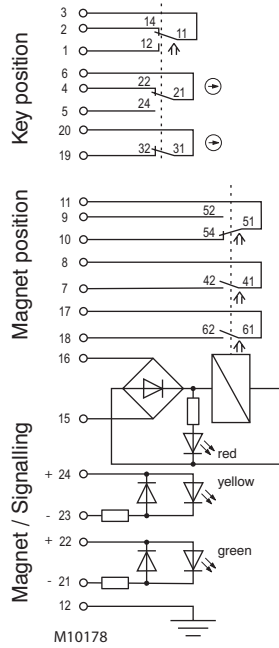 Key position
3
2 14 11
1 12
6
4 22 21
5 24
20
19 32 31
Magnet position
11
9 52 51
10 54
8
7 42 41
17
18 62 61
16
15
red
Magnet / Signalling
+ 24
yellow
- 23
+ 22
green
- 21
12
M10178